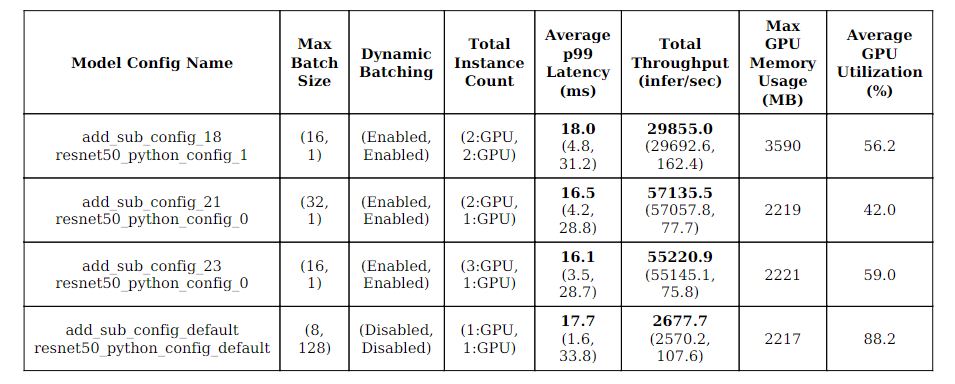 Model Config Name
Max
Batch
Size
Dynamic
Batching
Total
Instance
Count
Average
p99
Latency
(ms)
Total
Throughput
(infer/sec)
Max
GPU
Memory
Usage
(MB)
Average
GPU
Utilization
(%)
add_sub_config_18
resnet50_python_config_1
(16,
1)
(Enabled,
Enabled)
(2:GPU,
2:GPU)
18.0
(4.8,
31.2)
29855.0
(29692.6,
162.4)
3590
56.2
add_sub_config_21
resnet50_python_config_0
(32,
1)
(Enabled,
Enabled)
(2:GPU,
1:GPU)
16.5
(4.2,
28.8)
57135.5
(57057.8,
77.7)
2219
42.0
add_sub_config_23
resnet50_python_config_0
(16,
1)
(Enabled,
Enabled)
(3:GPU,
1:GPU)
16.1
(3.5,
28.7)
55220.9
(55145.1,
75.8)
2221
59.0
add_sub_config_default
resnet50_python_config_default
(8,
128)
(Disabled,
Disabled)
(1:GPU,
1:GPU)
17.7
(1.6,
33.8)
2677.7
(2570.2,
107.6)
2217
88.2